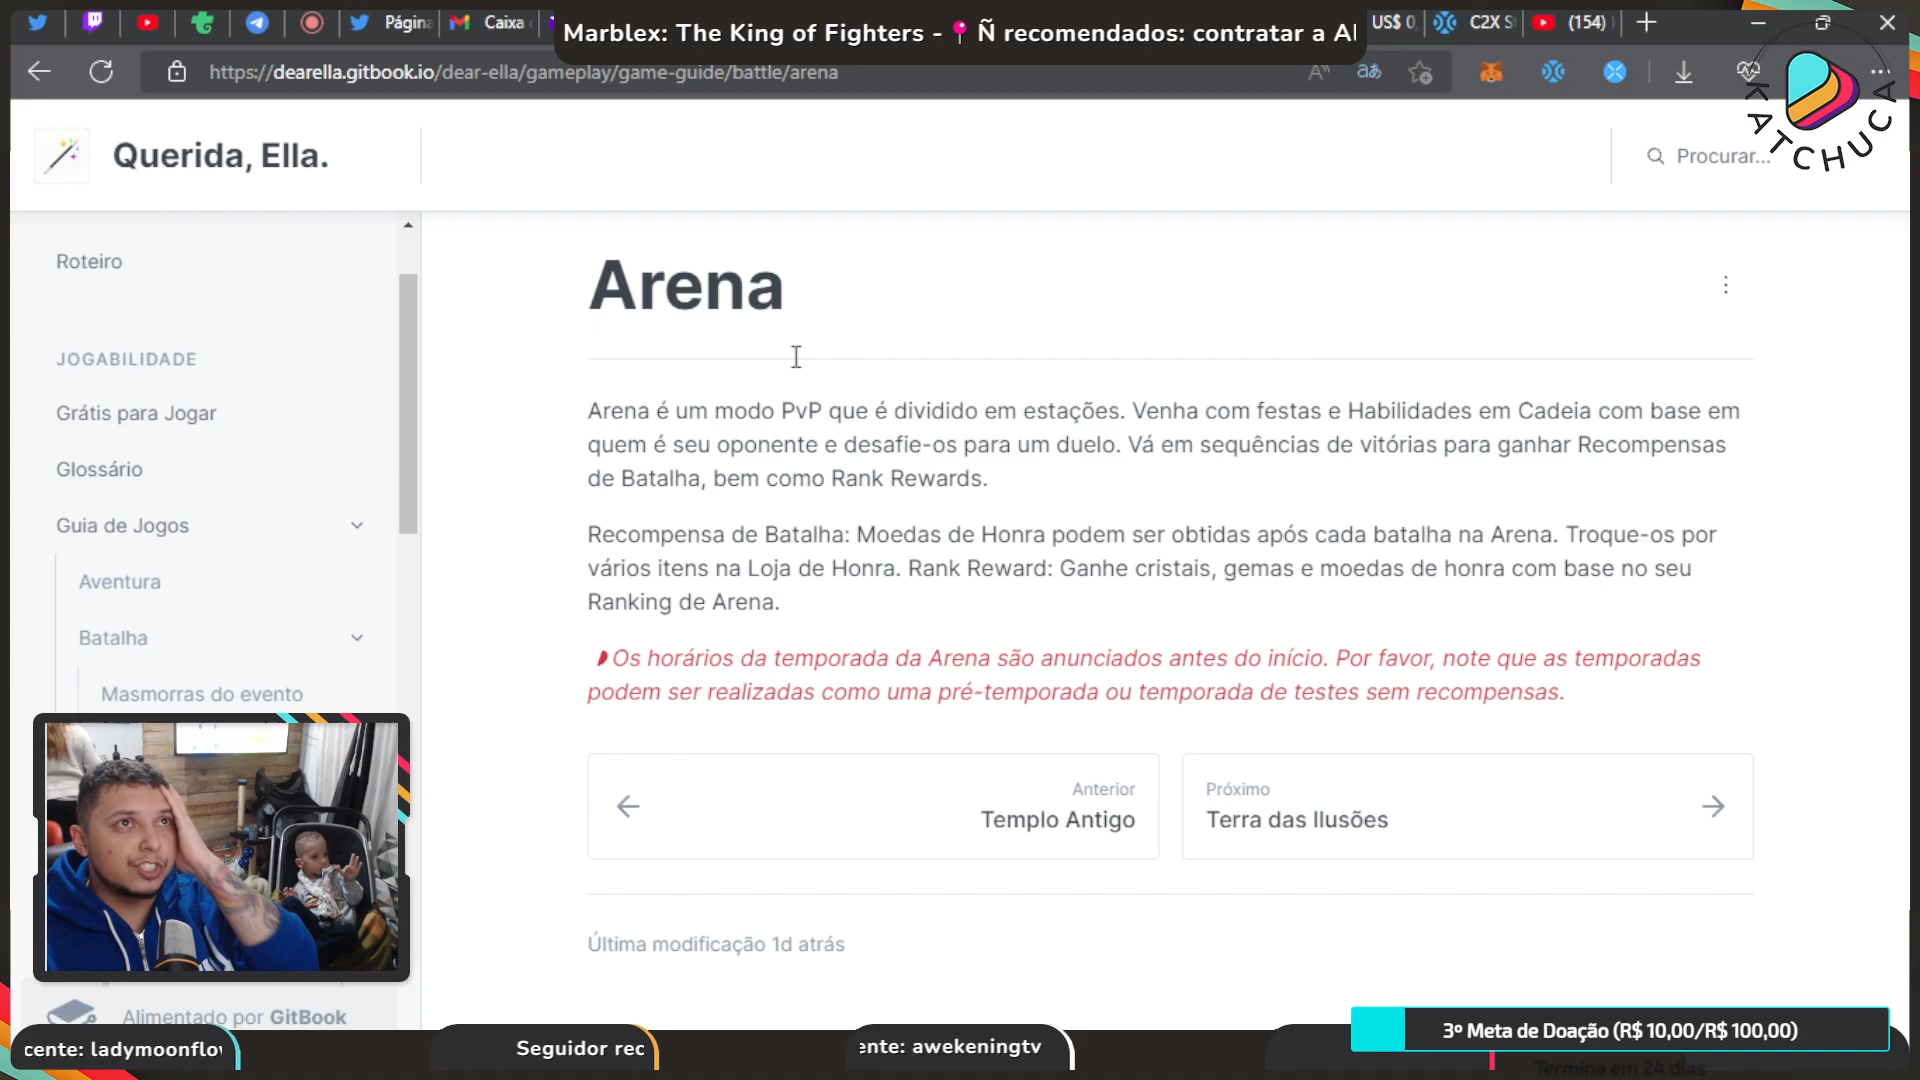 Página
Caixa
Marblex: The King of Fighters - Ñ recomendados: contratar a Al
US$ 0,
C2X S
(154)
https://dearella.gitbook.io/dear-ella/gameplay/game-guide/battle/arena
KATCHUCA
Querida, Ella.
Procurar...
Roteiro
JOGABILIDADE
Grátis para Jogar
Glossário
Guia de Jogos
Aventura
Batalha
Masmorras do evento
Alimentado por GitBook
Arena
Arena é um modo PvP que é dividido em estações. Venha com festas e Habilidades em Cadeia com base em
quem é seu oponente e desafie-os para um duelo. Vá em sequências de vitórias para ganhar Recompensas
de Batalha, bem como Rank Rewards.
Recompensa de Batalha: Moedas de Honra podem ser obtidas após cada batalha na Arena. Troque-os por
vários itens na Loja de Honra. Rank Reward: Ganhe cristais, gemas e moedas de honra com base no seu
Ranking de Arena.
Os horários da temporada da Arena são anunciados antes do início. Por favor, note que as temporadas
podem ser realizadas como uma pré-temporada ou temporada de testes sem recompensas.
Anterior
Templo Antigo
Próximo
Terra das Ilusões
Última modificação 1d atrás
3º Meta de Doação (R$ 10,00/R$ 100,00)
Termina em 24 dias
cente: ladymoonflo
Seguidor rec
ente: awekeningtv